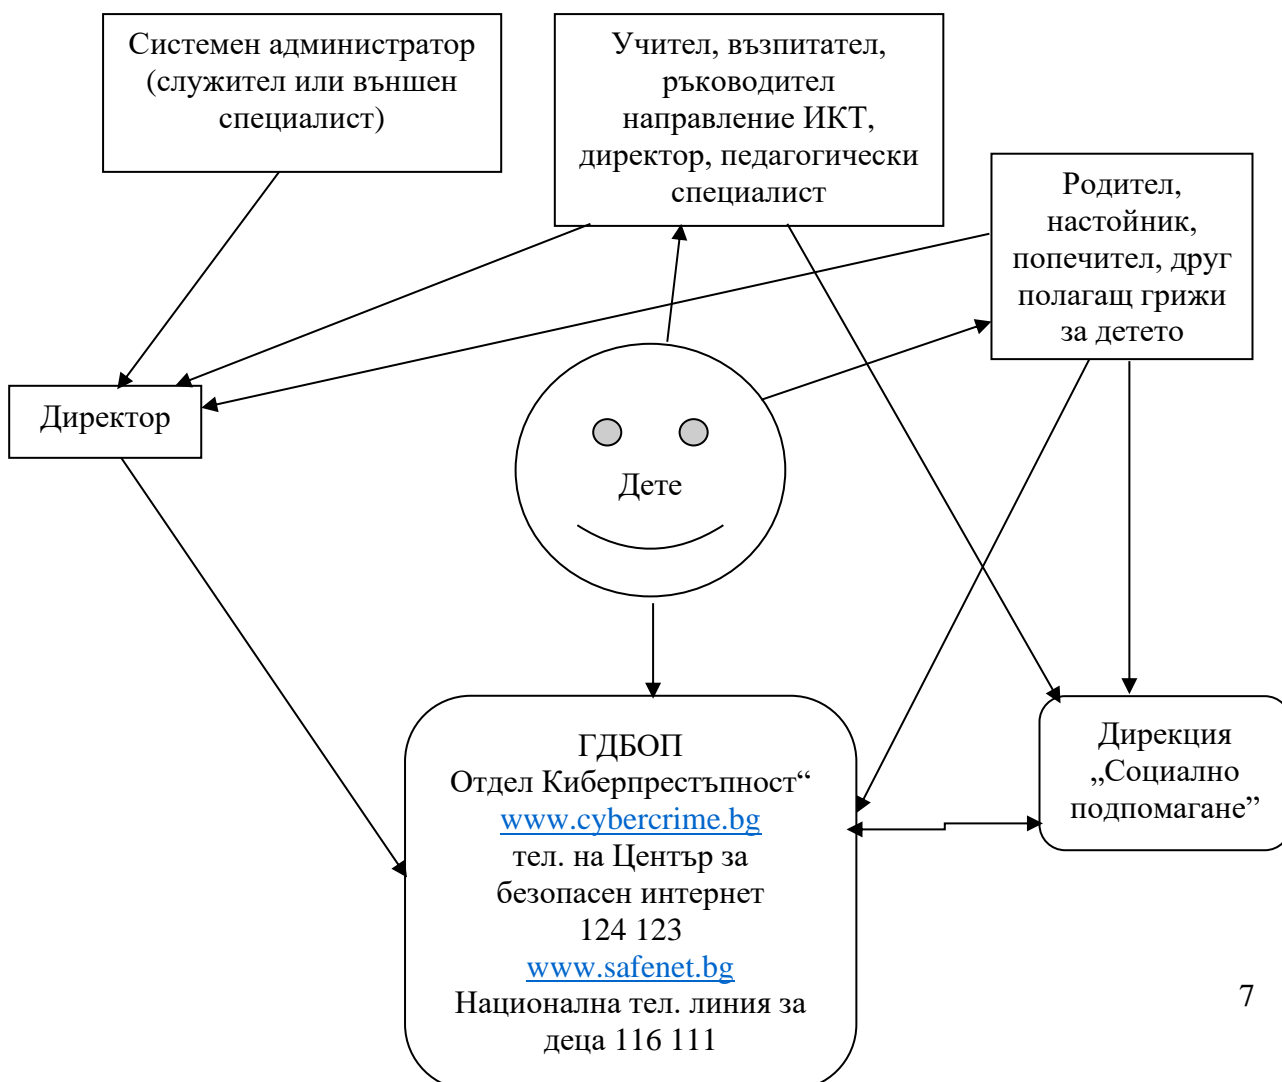 Системен администратор
(служител или външен
специалист)
Учител, възпитател,
ръководител
направление ИКТ,
директор, педагогически
специалист
Родител,
настойник,
попечител, друг
полагащ грижи
за детето
Директор
Дете
ГДБОП
Отдел Киберпрестъпност“
www.cybercrime.bg
тел. на Център за
безопасен интернет
124 123
www.safenet.bg
Национална тел. линия за
деца 116 111
Дирекция
„Социално
подпомагане”
7